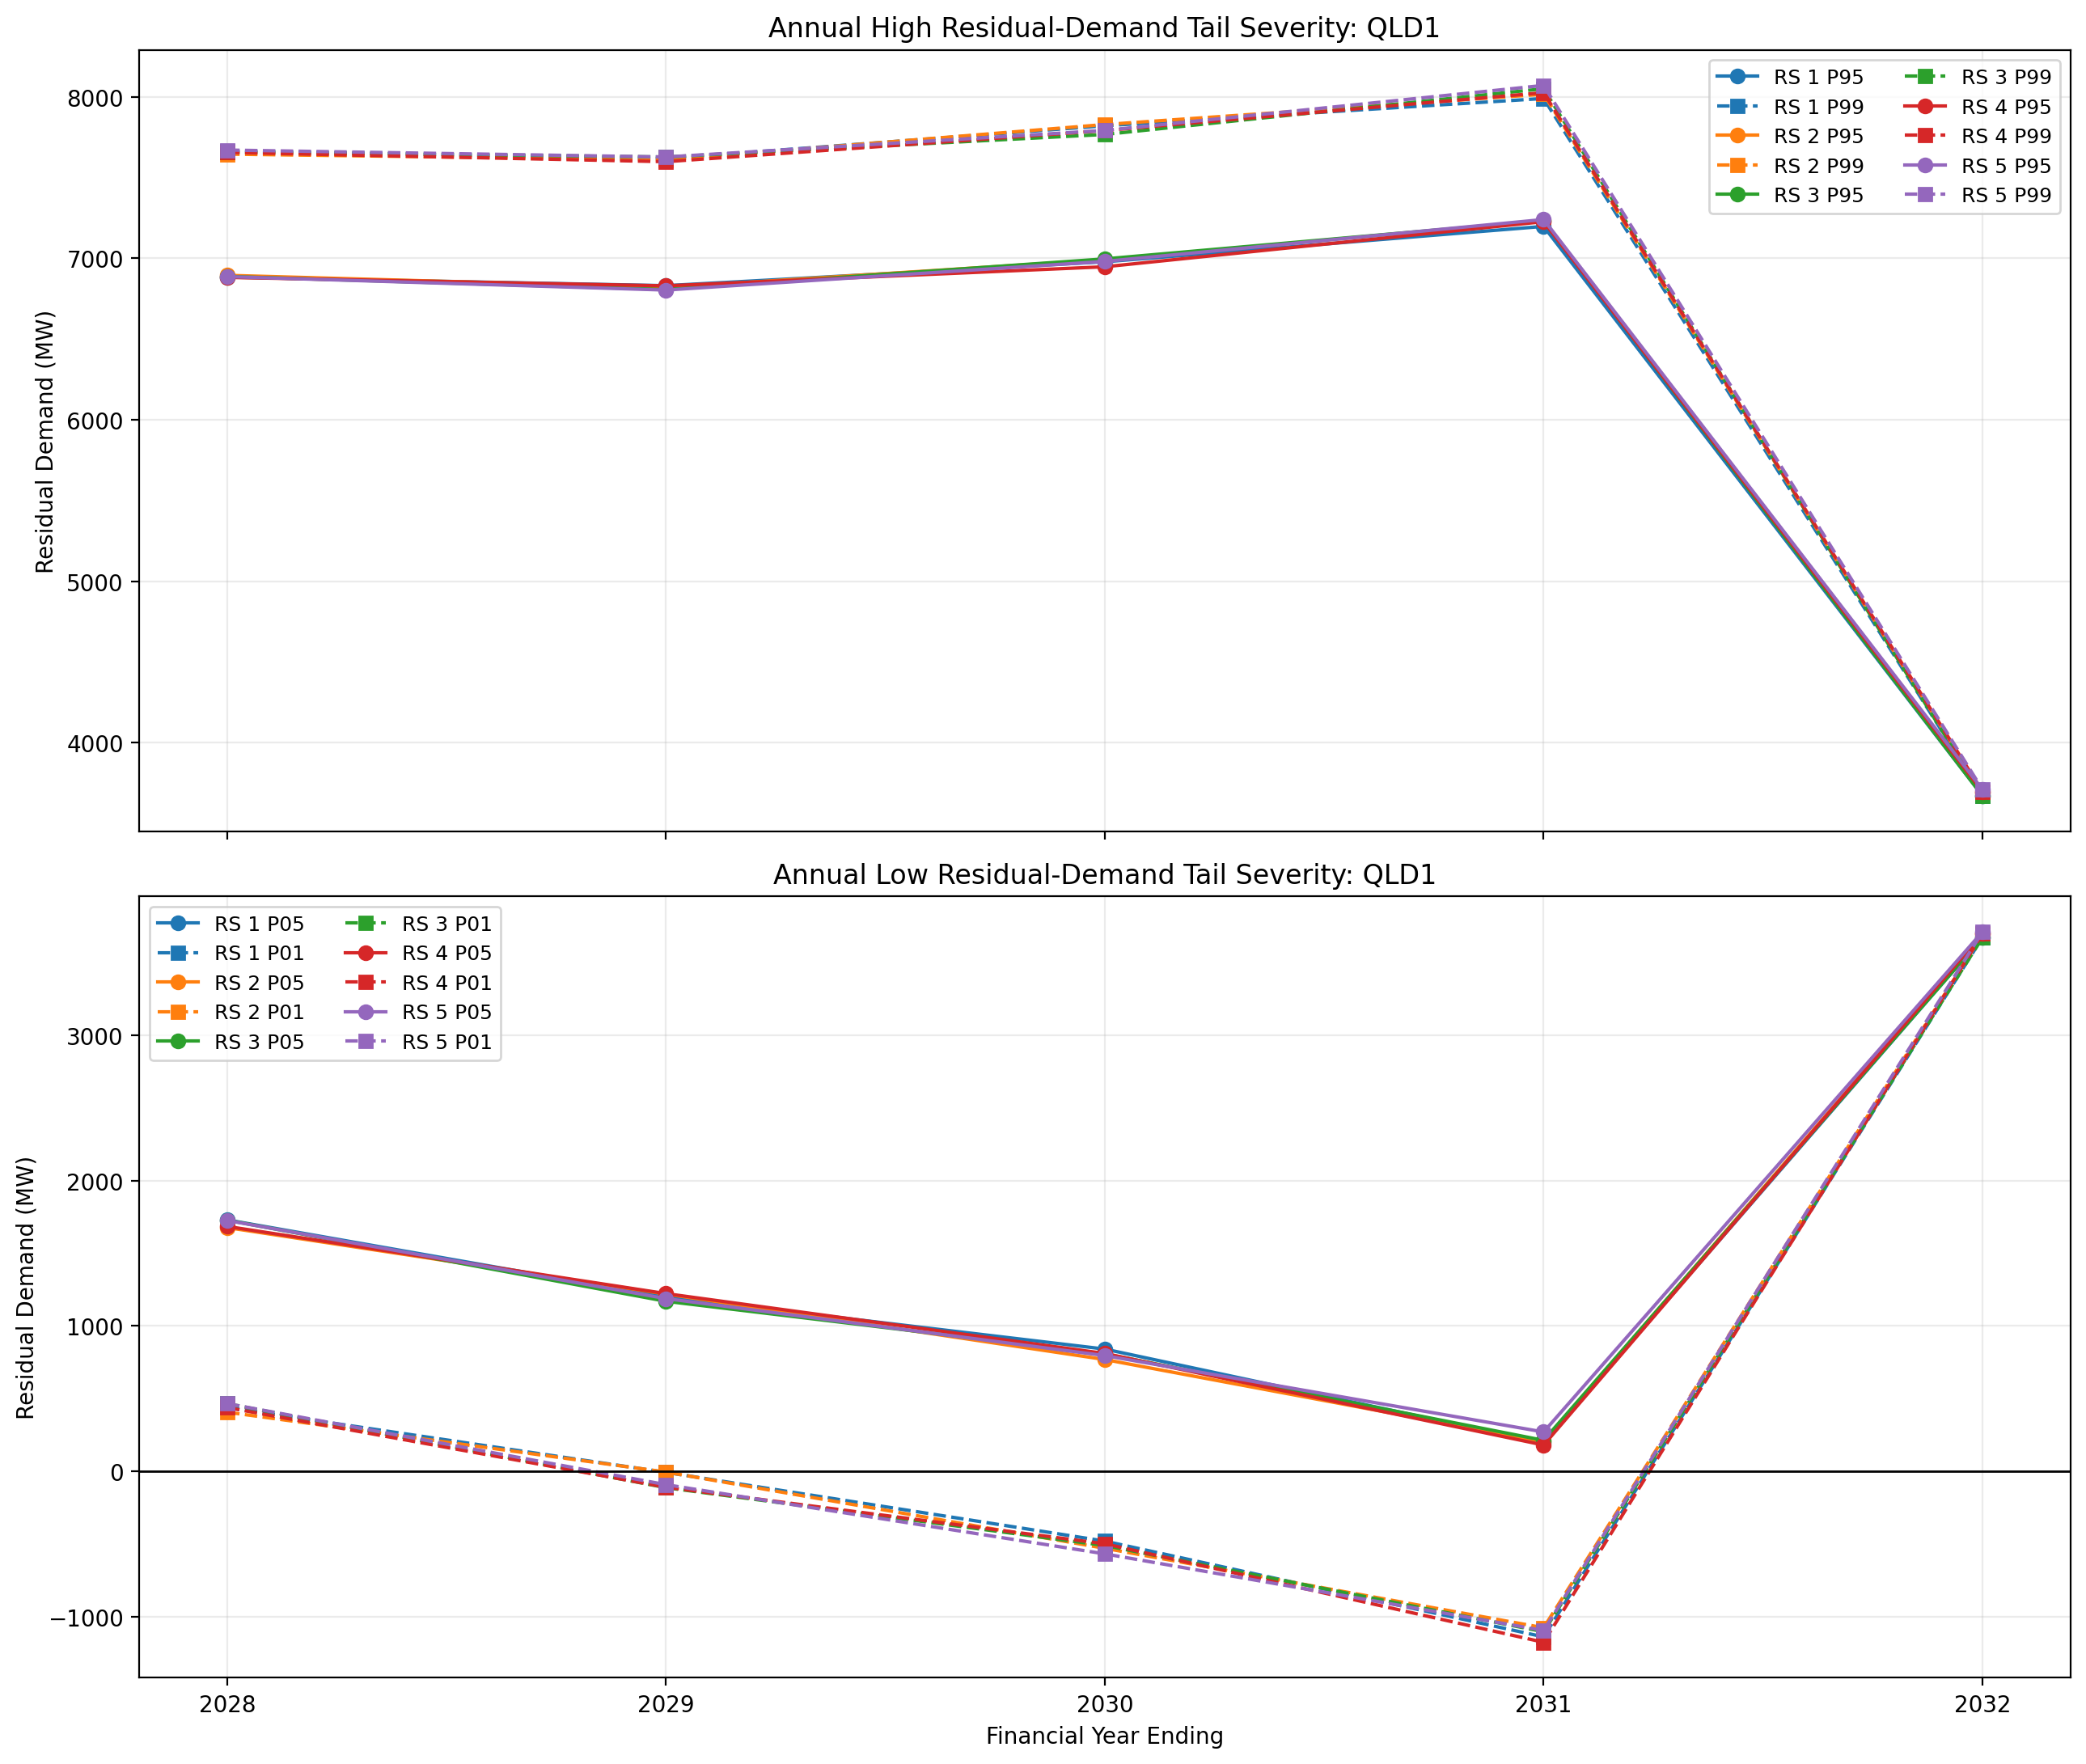 Annual High Residual-Demand Tail Severity: QLD1
Residual Demand (MW)
8000
7000
6000
5000
4000
RS 1 P95
RS 1 P99
RS 2 P95
RS 2 P99
RS 3 P95
RS 3 P99
RS 4 P95
RS 4 P99
RS 5 P95
RS 5 P99
Annual Low Residual-Demand Tail Severity: QLD1
Residual Demand (MW)
3000
2000
1000
0
−1000
RS 1 P05
RS 1 P01
RS 2 P05
RS 2 P01
RS 3 P05
RS 3 P01
RS 4 P05
RS 4 P01
RS 5 P05
RS 5 P01
2028
2029
2030
2031
2032
Financial Year Ending